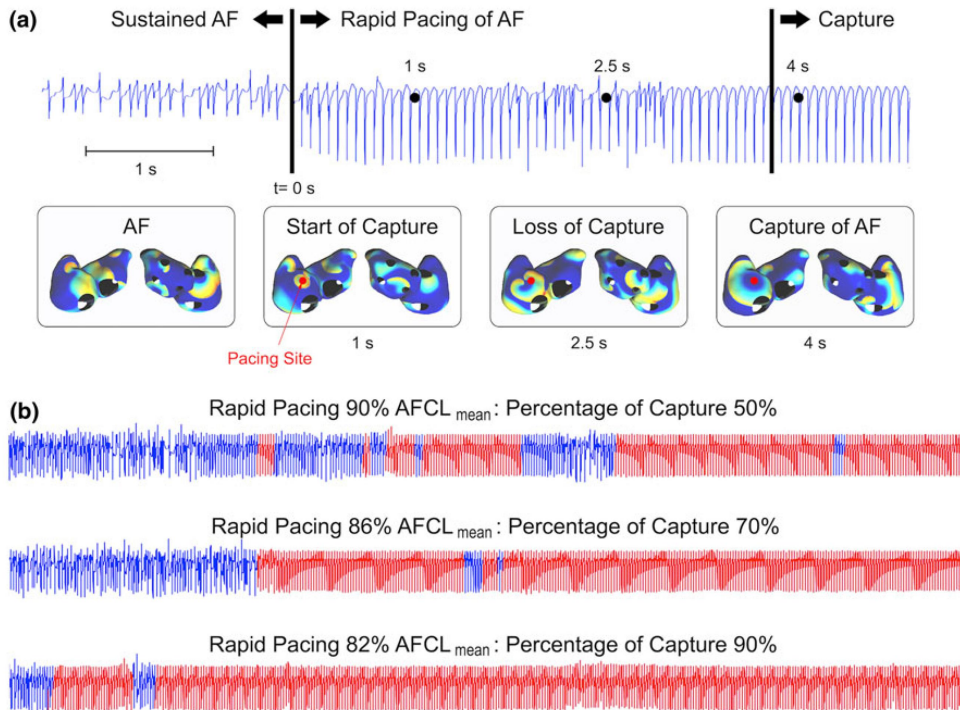 (a)
Sustained AF
Rapid Pacing of AF
Capture
1 s
2.5 s
4 s
1 s
t= 0 s
AF
Start of Capture
Loss of Capture
Capture of AF
Pacing Site
1 s
2.5 s
4 s
(b)
Rapid Pacing 90% AFCL mean : Percentage of Capture 50%
Rapid Pacing 86% AFCL mean : Percentage of Capture 70%
Rapid Pacing 82% AFCL mean : Percentage of Capture 90%